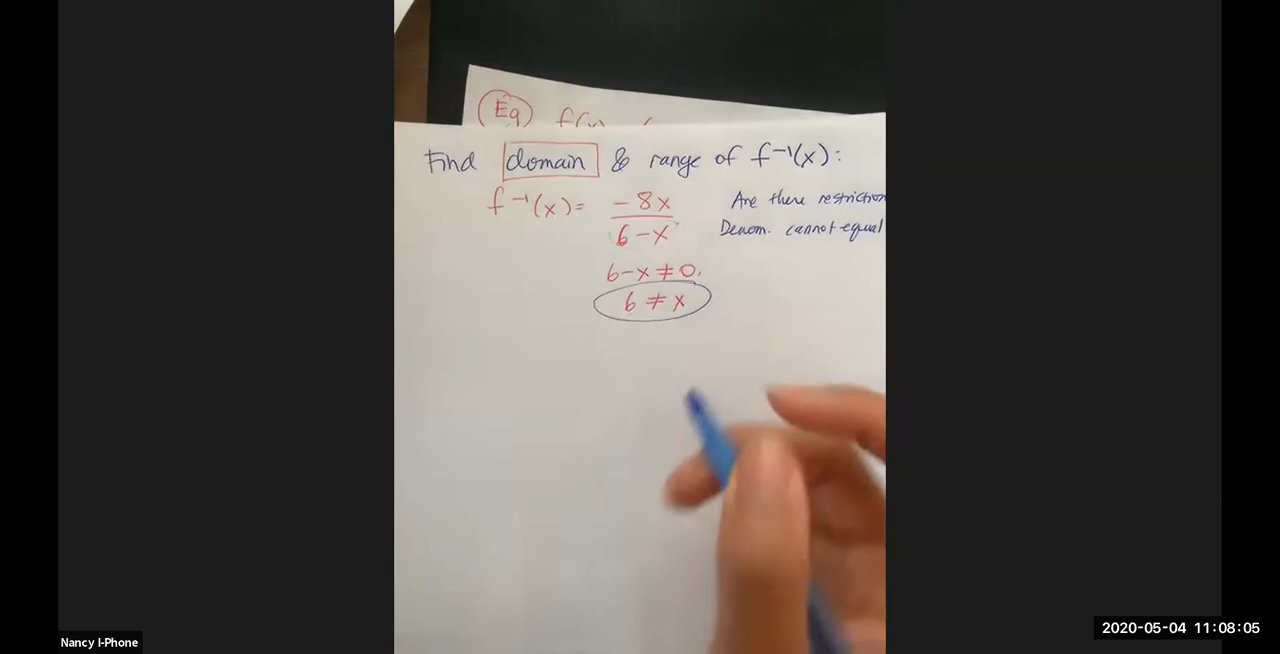 Eg
Find domain & range of f⁻¹(x):
f⁻¹(x)= -8x / 6-x
Are there restriction
Denom. cannot equal
6-x≠0.
6≠x
Nancy I-Phone
2020-05-04 11:08:05